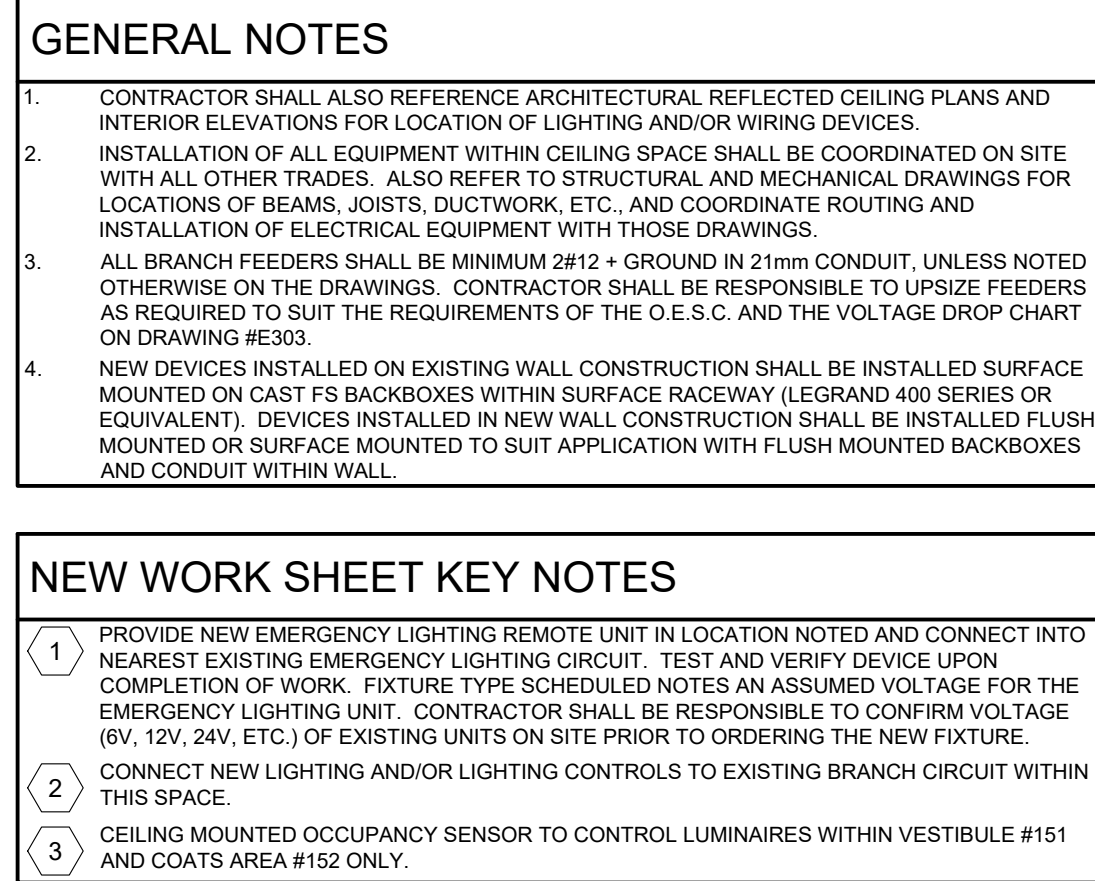 GENERAL NOTES
1. CONTRACTOR SHALL ALSO REFERENCE ARCHITECTURAL REFLECTED CEILING PLANS AND
INTERIOR ELEVATIONS FOR LOCATION OF LIGHTING AND/OR WIRING DEVICES.
2. INSTALLATION OF ALL EQUIPMENT WITHIN CEILING SPACE SHALL BE COORDINATED ON SITE
WITH ALL OTHER TRADES. ALSO REFER TO STRUCTURAL AND MECHANICAL DRAWINGS FOR
LOCATIONS OF BEAMS, JOISTS, DUCTWORK, ETC., AND COORDINATE ROUTING AND
INSTALLATION OF ELECTRICAL EQUIPMENT WITH THOSE DRAWINGS.
3. ALL BRANCH FEEDERS SHALL BE MINIMUM 2#12 + GROUND IN 21mm CONDUIT, UNLESS NOTED
OTHERWISE ON THE DRAWINGS. CONTRACTOR SHALL BE RESPONSIBLE TO UPSIZE FEEDERS
AS REQUIRED TO SUIT THE REQUIREMENTS OF THE O.E.S.C. AND THE VOLTAGE DROP CHART
ON DRAWING #E303.
4. NEW DEVICES INSTALLED ON EXISTING WALL CONSTRUCTION SHALL BE INSTALLED SURFACE
MOUNTED ON CAST FS BACKBOXES WITHIN SURFACE RACEWAY (LEGRAND 400 SERIES OR
EQUIVALENT). DEVICES INSTALLED IN NEW WALL CONSTRUCTION SHALL BE INSTALLED FLUSH
MOUNTED OR SURFACE MOUNTED TO SUIT APPLICATION WITH FLUSH MOUNTED BACKBOXES
AND CONDUIT WITHIN WALL.
NEW WORK SHEET KEY NOTES
1 PROVIDE NEW EMERGENCY LIGHTING REMOTE UNIT IN LOCATION NOTED AND CONNECT INTO
NEAREST EXISTING EMERGENCY LIGHTING CIRCUIT. TEST AND VERIFY DEVICE UPON
COMPLETION OF WORK. FIXTURE TYPE SCHEDULED NOTES AN ASSUMED VOLTAGE FOR THE
EMERGENCY LIGHTING UNIT. CONTRACTOR SHALL BE RESPONSIBLE TO CONFIRM VOLTAGE
(6V, 12V, 24V, ETC.) OF EXISTING UNITS ON SITE PRIOR TO ORDERING THE NEW FIXTURE.
2 CONNECT NEW LIGHTING AND/OR LIGHTING CONTROLS TO EXISTING BRANCH CIRCUIT WITHIN
THIS SPACE.
3 CEILING MOUNTED OCCUPANCY SENSOR TO CONTROL LUMINAIRES WITHIN VESTIBULE #151
AND COATS AREA #152 ONLY.